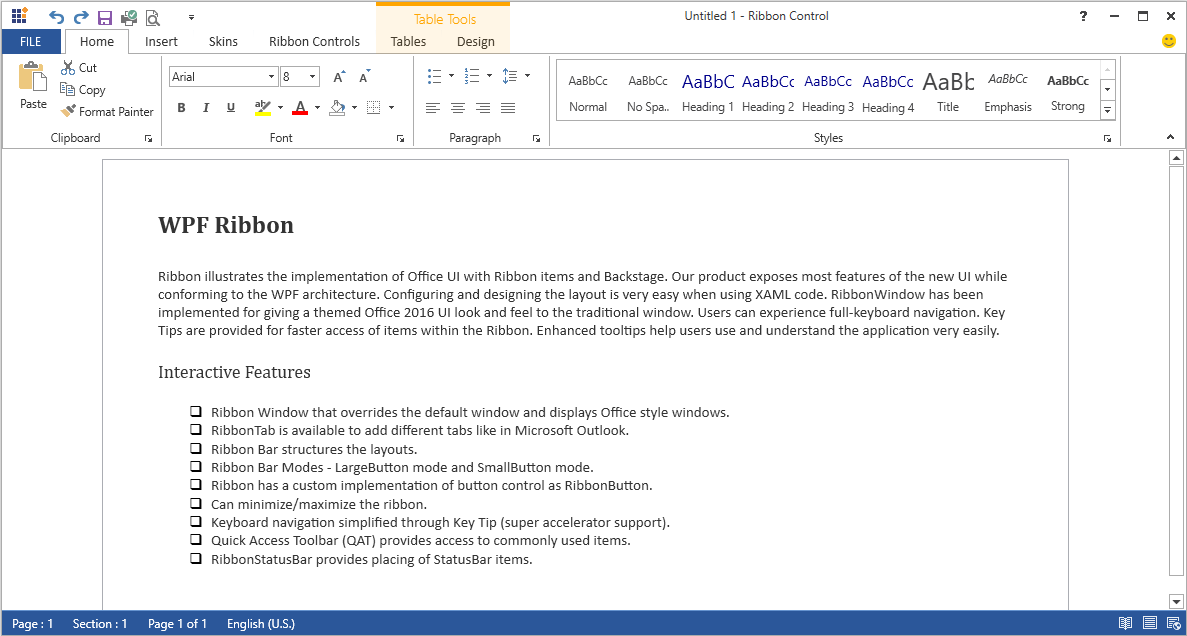 Table Tools
Untitled 1 - Ribbon Control
?
FILE
Home
Insert
Skins
Ribbon Controls
Tables
Design
Paste
Cut
Copy
Format Painter
Clipboard
Arial
8
A
A
B
I
U
ab
A
Font
Paragraph
AaBbCc
AaBbCc
AaBbC
AaBbCc
AaBbCc
AaBbCc
AaBb
AaBbCc
AaBbCc
Normal
No Spa..
Heading 1
Heading 2
Heading 3
Heading 4
Title
Emphasis
Strong
Styles
WPF Ribbon
Ribbon illustrates the implementation of Office UI with Ribbon items and Backstage. Our product exposes most features of the new UI while
conforming to the WPF architecture. Configuring and designing the layout is very easy when using XAML code. RibbonWindow has been
implemented for giving a themed Office 2016 UI look and feel to the traditional window. Users can experience full-keyboard navigation. Key
Tips are provided for faster access of items within the Ribbon. Enhanced tooltips help users use and understand the application very easily.
Interactive Features
Ribbon Window that overrides the default window and displays Office style windows.
RibbonTab is available to add different tabs like in Microsoft Outlook.
Ribbon Bar structures the layouts.
Ribbon Bar Modes - LargeButton mode and SmallButton mode.
Ribbon has a custom implementation of button control as RibbonButton.
Can minimize/maximize the ribbon.
Keyboard navigation simplified through Key Tip (super accelerator support).
Quick Access Toolbar (QAT) provides access to commonly used items.
RibbonStatusBar provides placing of StatusBar items.
Page : 1
Section : 1
Page 1 of 1
English (U.S.)